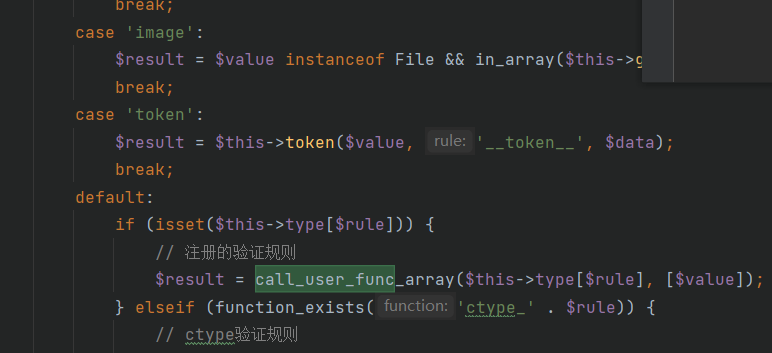 break;
case 'image':
$result = $value instanceof File && in_array($this->g
break;
case 'token':
$result = $this->token($value, rule: '__token__', $data);
break;
default:
if (isset($this->type[$rule])) {
// 注册的验证规则
$result = call_user_func_array($this->type[$rule], [$value]);
} elseif (function_exists( function: 'ctype_' . $rule)) {
// ctype验证规则